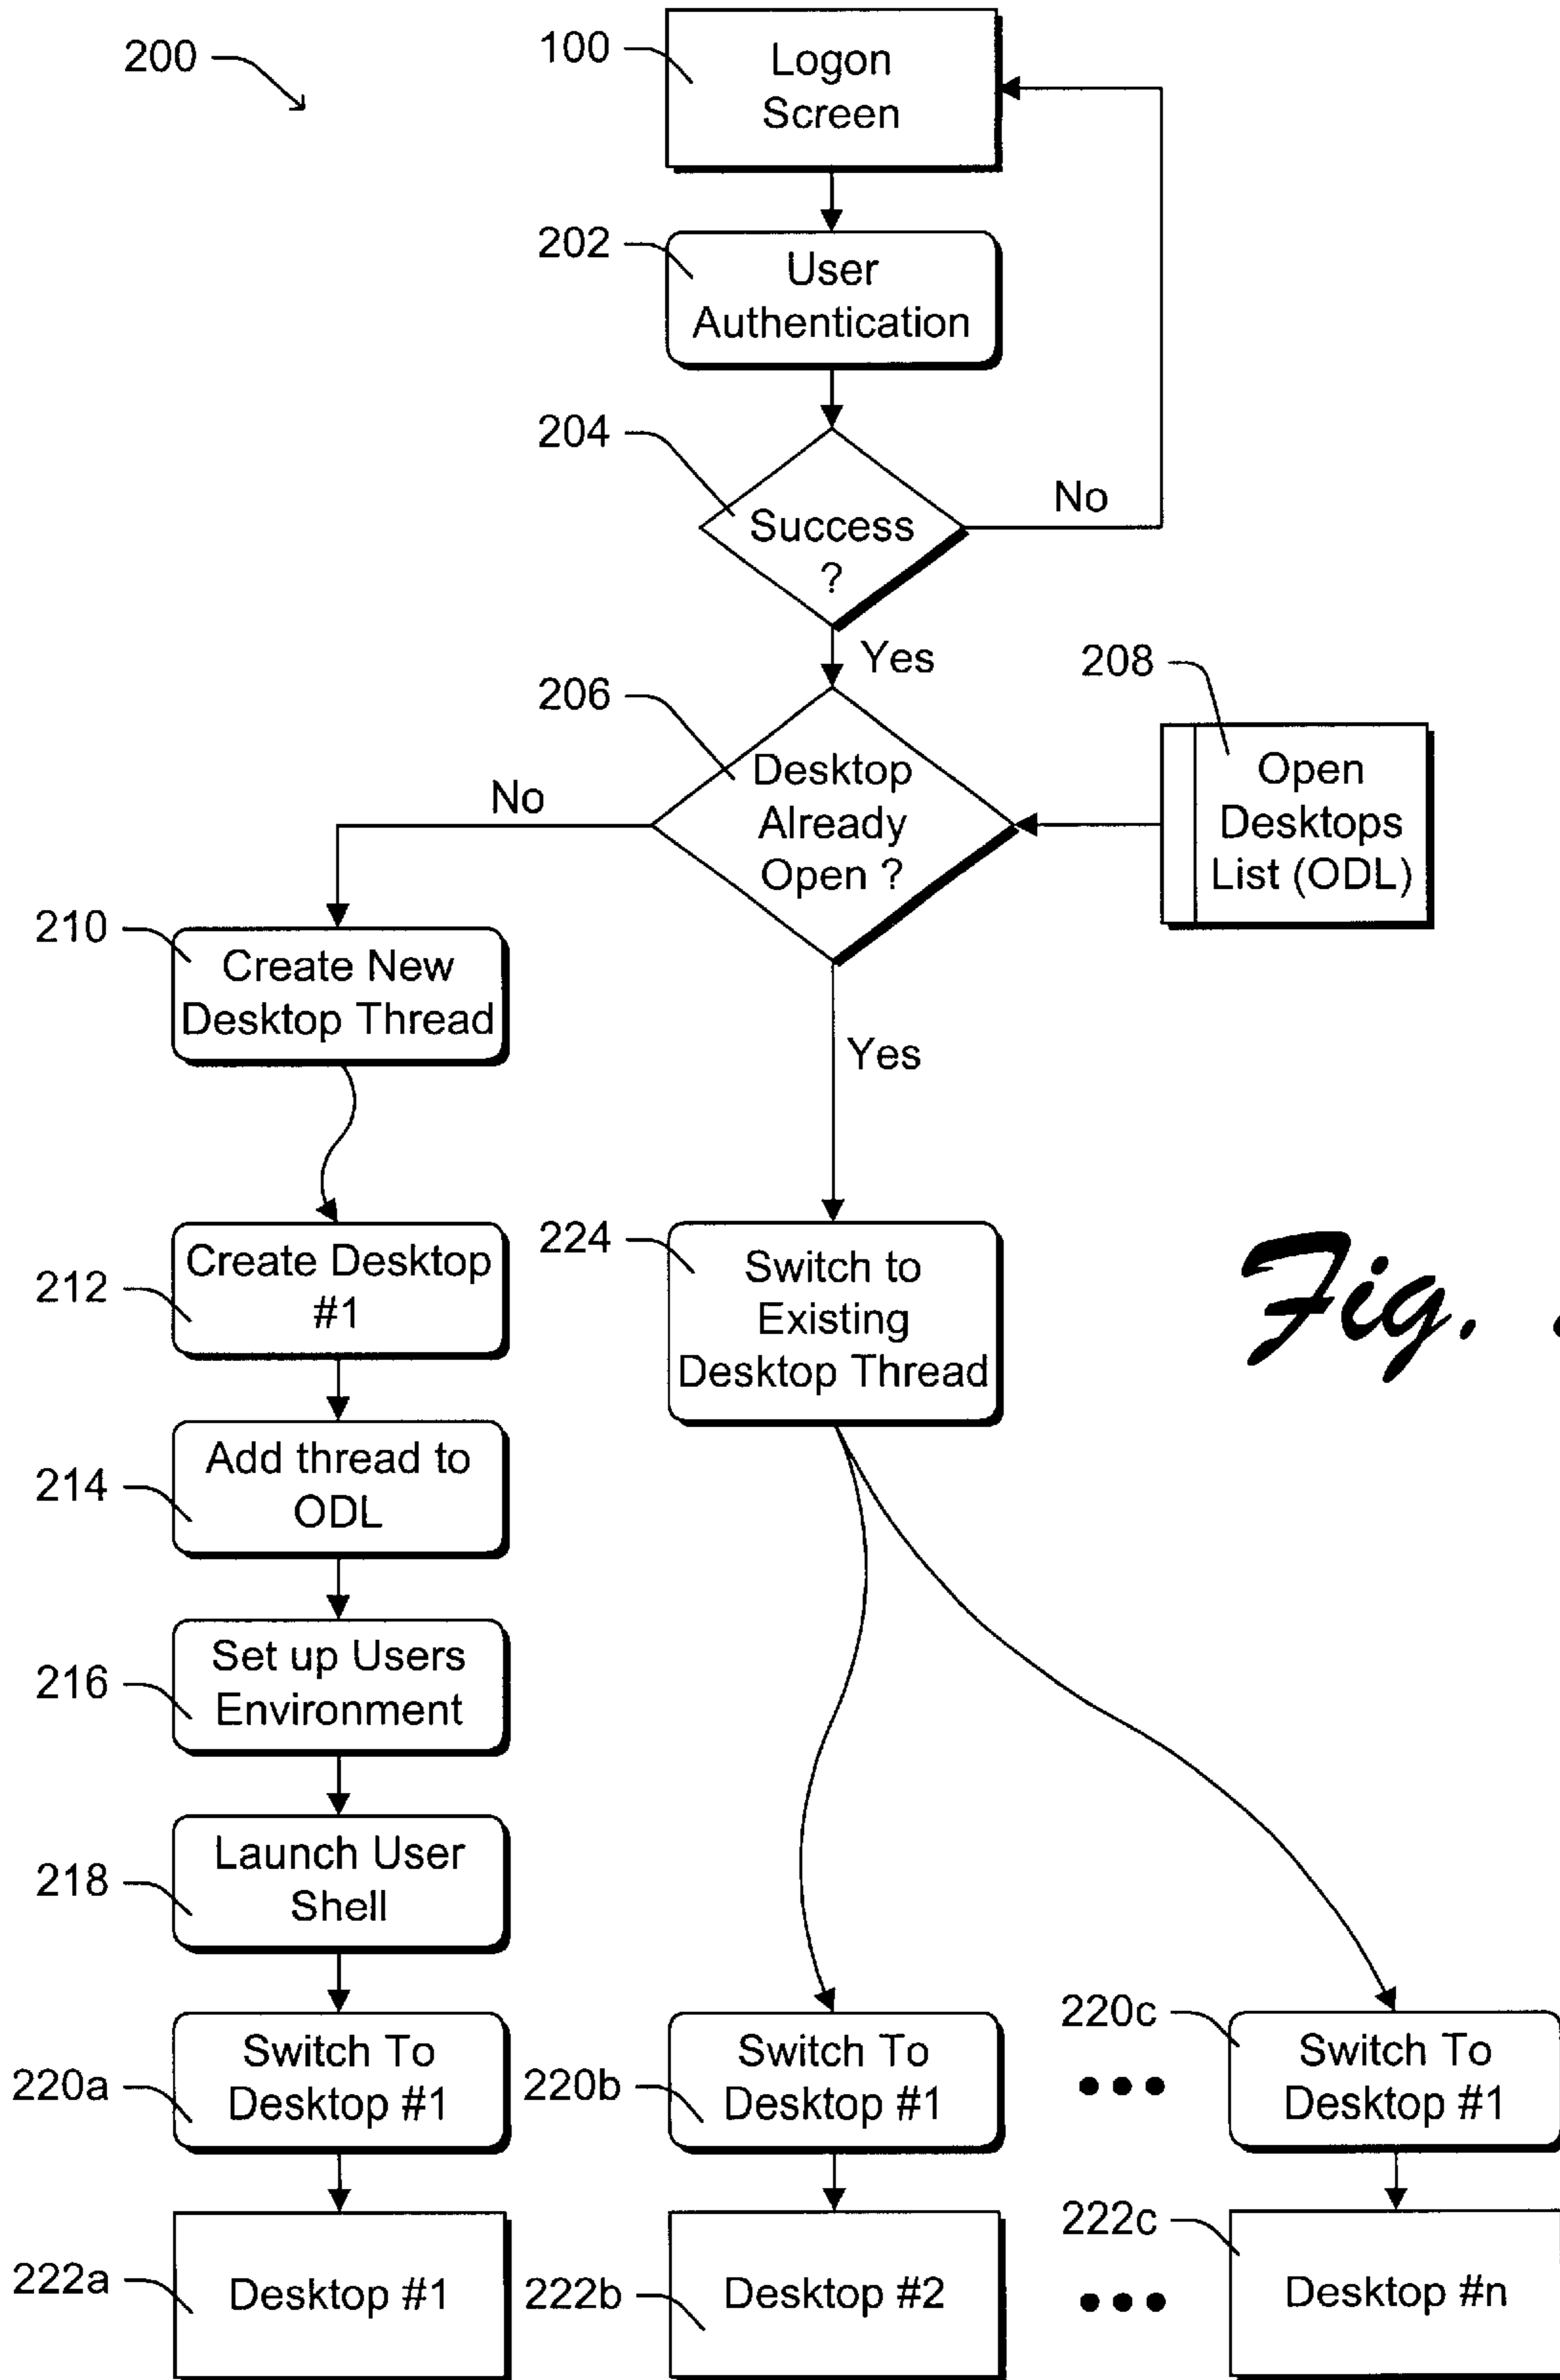 200
100
Logon
Screen
202
User
Authentication
204
Success
?
No
Yes
206
Desktop
Already
Open ?
208
Open
Desktops
List (ODL)
No
210
Create New
Desktop Thread
Yes
212
Create Desktop
#1
224
Switch to
Existing
Desktop Thread
Fig.
214
Add thread to
ODL
216
Set up Users
Environment
218
Launch User
Shell
220a
Switch To
Desktop #1
220b
Switch To
Desktop #1
220c
•••
Switch To
Desktop #1
222a
Desktop #1
222b
Desktop #2
222c
•••
Desktop #n